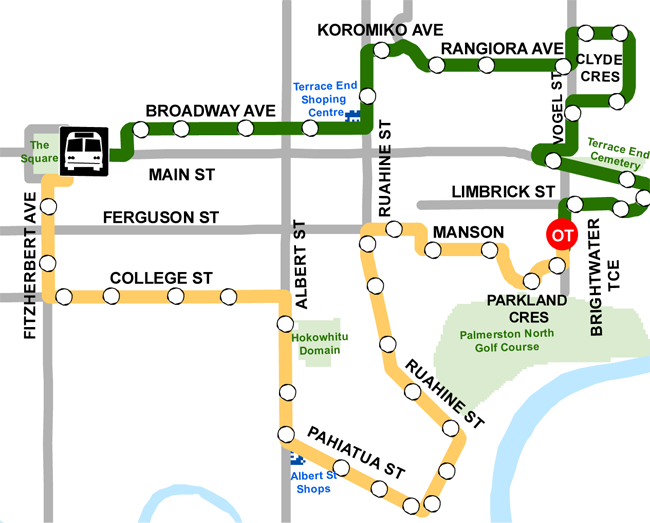 KOROMIKO AVE
RANGIORA AVE
CLYDE
CRES
Terrace End
Shoping
Centre
BROADWAY AVE
VOGEL ST
The
Square
Terrace End
Cemetery
MAIN ST
RUAHINE ST
LIMBRICK ST
FITZHERBERT AVE
FERGUSON ST
ALBERT ST
MANSON
OT
BRIGHTWATER
TCE
COLLEGE ST
PARKLAND
CRES
Palmerston North
Golf Course
Hokowhitu
Domain
RUAHINE ST
PAHIATUA ST
Albert St
Shops